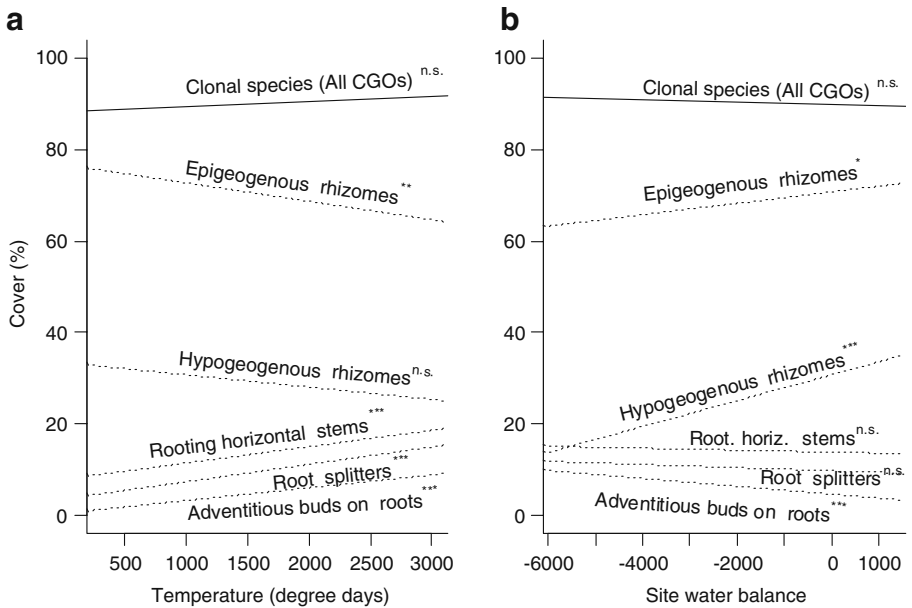 a
100
80
60
40
20
0
Cover (%)
Clonal species (All CGOs) n.s.
Epigeogenous rhizomes **
Hypogeogenous rhizomes n.s.
Rooting horizontal stems ***
Root splitters ***
Adventitious buds on roots ***
500 1000 1500 2000 2500 3000
Temperature (degree days)
b
100
80
60
40
20
0
Clonal species (All CGOs) n.s.
Epigeogenous rhizomes *
Hypogeogenous rhizomes ***
Root. horiz. stems n.s.
Root splitters n.s.
Adventitious buds on roots ***
-6000 -4000 -2000 0 1000
Site water balance